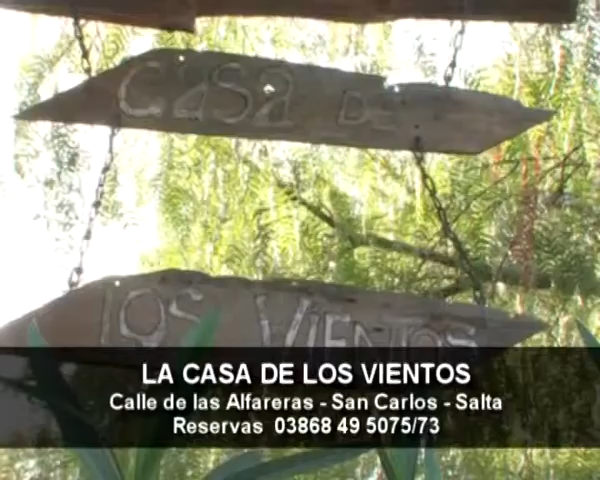 CaSa DE
LOS VIENTOS
LA CASA DE LOS VIENTOS
Calle de las Alfareras - San Carlos - Salta
Reservas 03868 49 5075/73